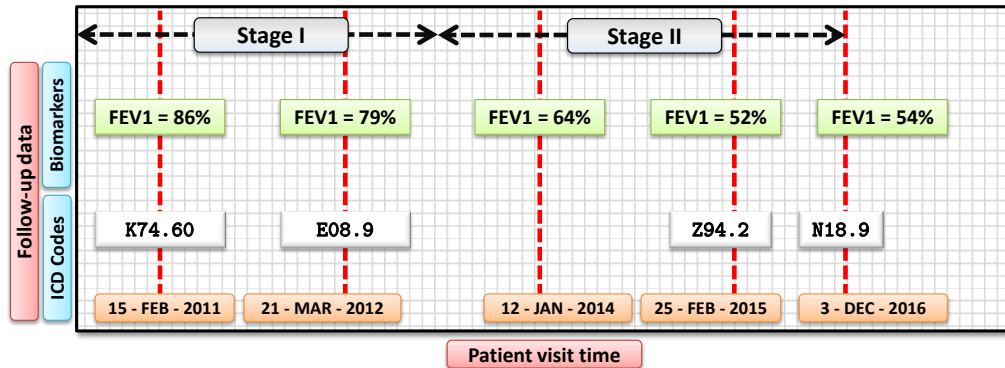 Stage I
Stage II
Follow-up data
Biomarkers
FEV1 = 86%
FEV1 = 79%
FEV1 = 64%
FEV1 = 52%
FEV1 = 54%
ICD Codes
K74.60
E08.9
Z94.2
N18.9
15 - FEB - 2011
21 - MAR - 2012
12 - JAN - 2014
25 - FEB - 2015
3 - DEC - 2016
Patient visit time